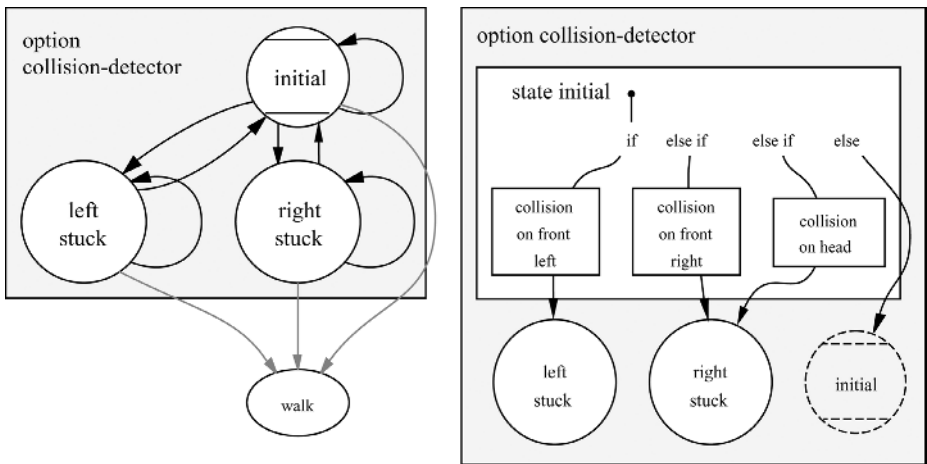 option
collision-detector
initial
left
stuck
right
stuck
walk
option collision-detector
state initial
if
else if
else if
else
collision
on front
left
collision
on front
right
collision
on head
left
stuck
right
stuck
initial